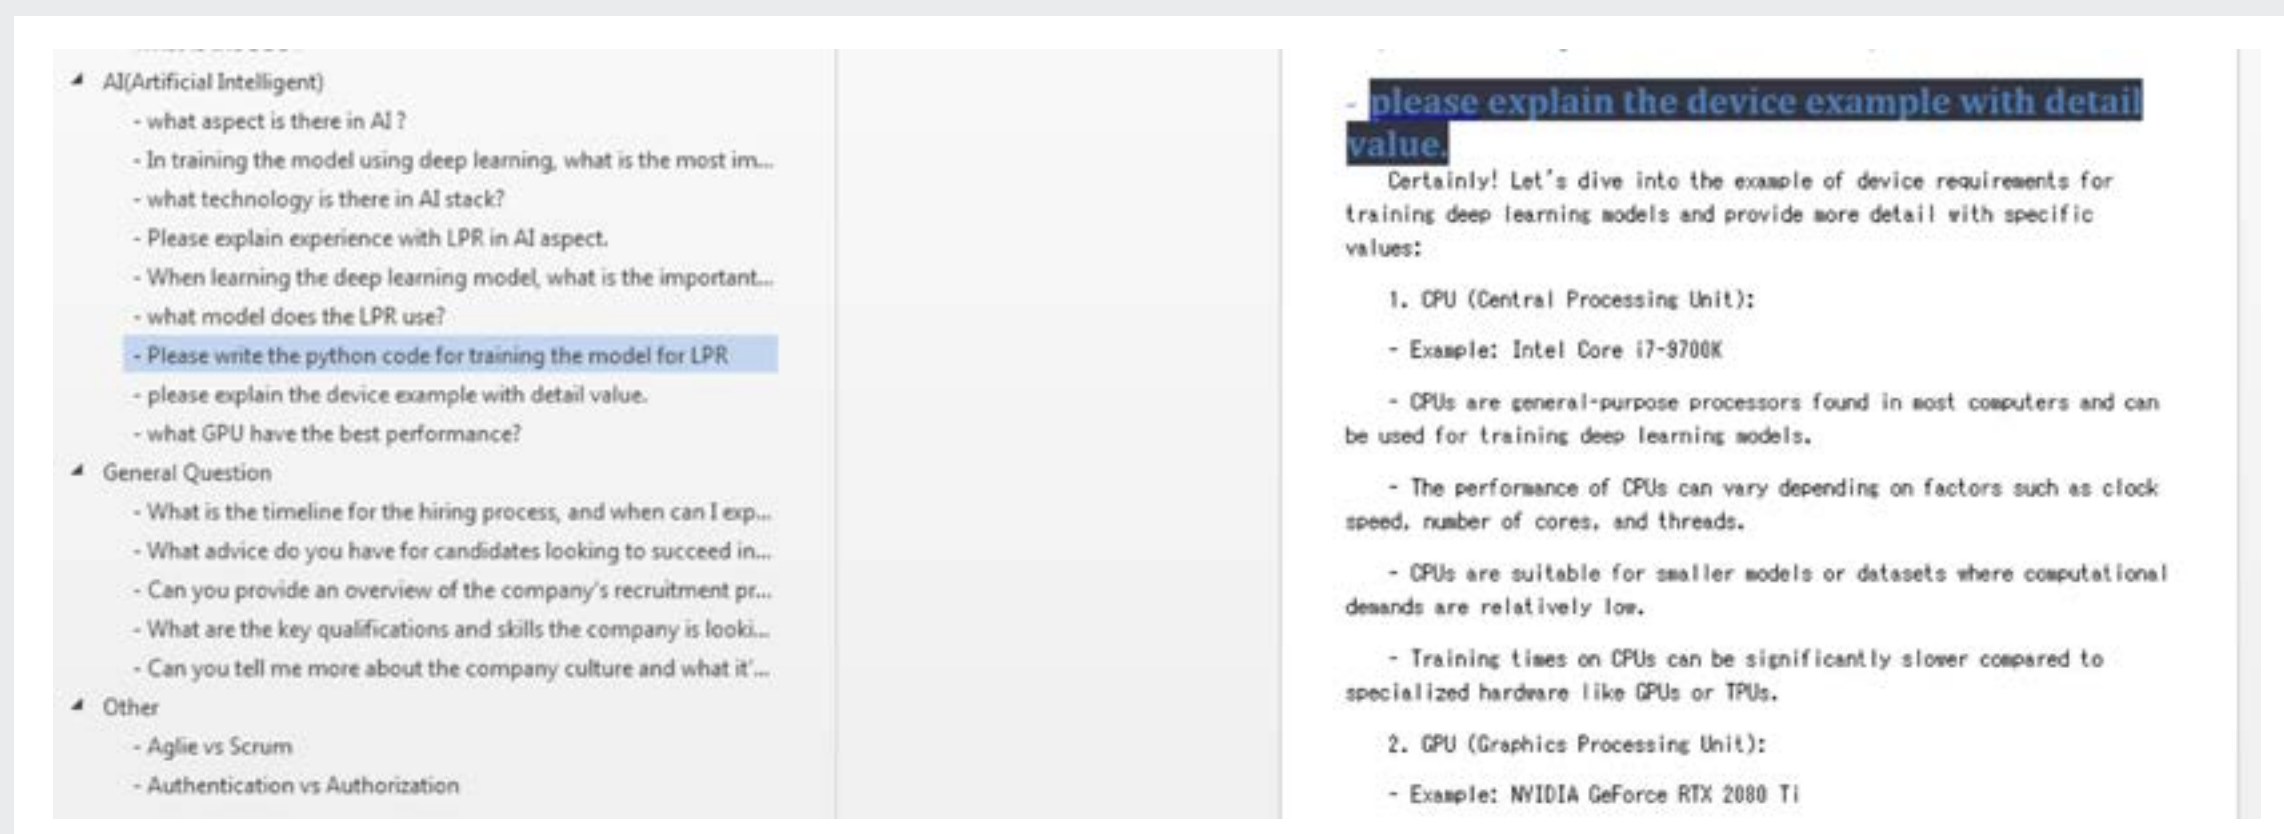 AI(Artificial Intelligent)
- what aspect is there in AI ?
- In training the model using deep learning, what is the most im...
- what technology is there in AI stack?
- Please explain experience with LPR in AI aspect.
- When learning the deep learning model, what is the important...
- what model does the LPR use?
- Please write the python code for training the model for LPR
- please explain the device example with detail value.
- what GPU have the best performance?
General Question
- What is the timeline for the hiring process, and when can I exp...
- What advice do you have for candidates looking to succeed in...
- Can you provide an overview of the company's recruitment pr...
- What are the key qualifications and skills the company is looki...
- Can you tell me more about the company culture and what it'...
Other
- Aglie vs Scrum
- Authentication vs Authorization
- please explain the device example with detail
value.
Certainly! Let's dive into the example of device requirements for
training deep learning models and provide more detail with specific
values:
1. CPU (Central Processing Unit):
- Example: Intel Core i7-9700K
- CPUs are general-purpose processors found in most computers and can
be used for training deep learning models.
- The performance of CPUs can vary depending on factors such as clock
speed, number of cores, and threads.
- CPUs are suitable for smaller models or datasets where computational
demands are relatively low.
- Training times on CPUs can be significantly slower compared to
specialized hardware like GPUs or TPUs.
2. GPU (Graphics Processing Unit):
- Example: NVIDIA GeForce RTX 2080 Ti